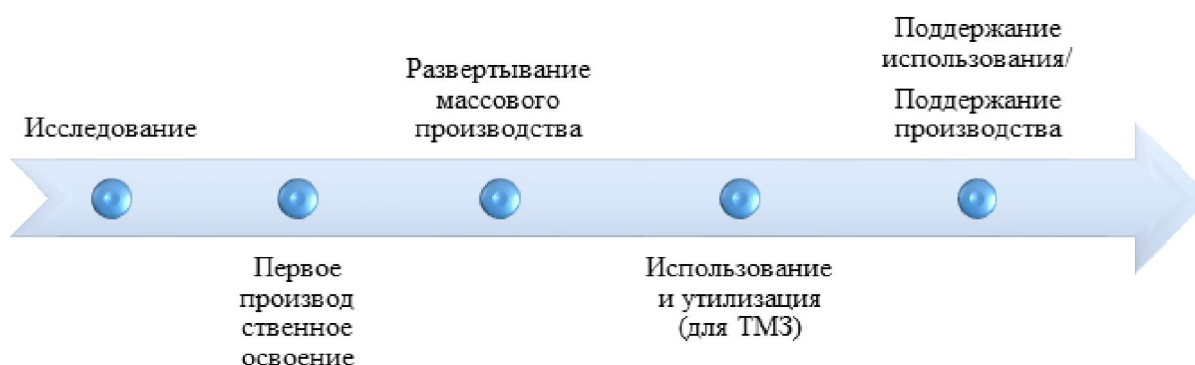 Исследование
Первое
производ
ственное
освоение
Развертывание
массового
производства
Использование
и утилизация
(для ТМЗ)
Поддержание
использования/
Поддержание
производства